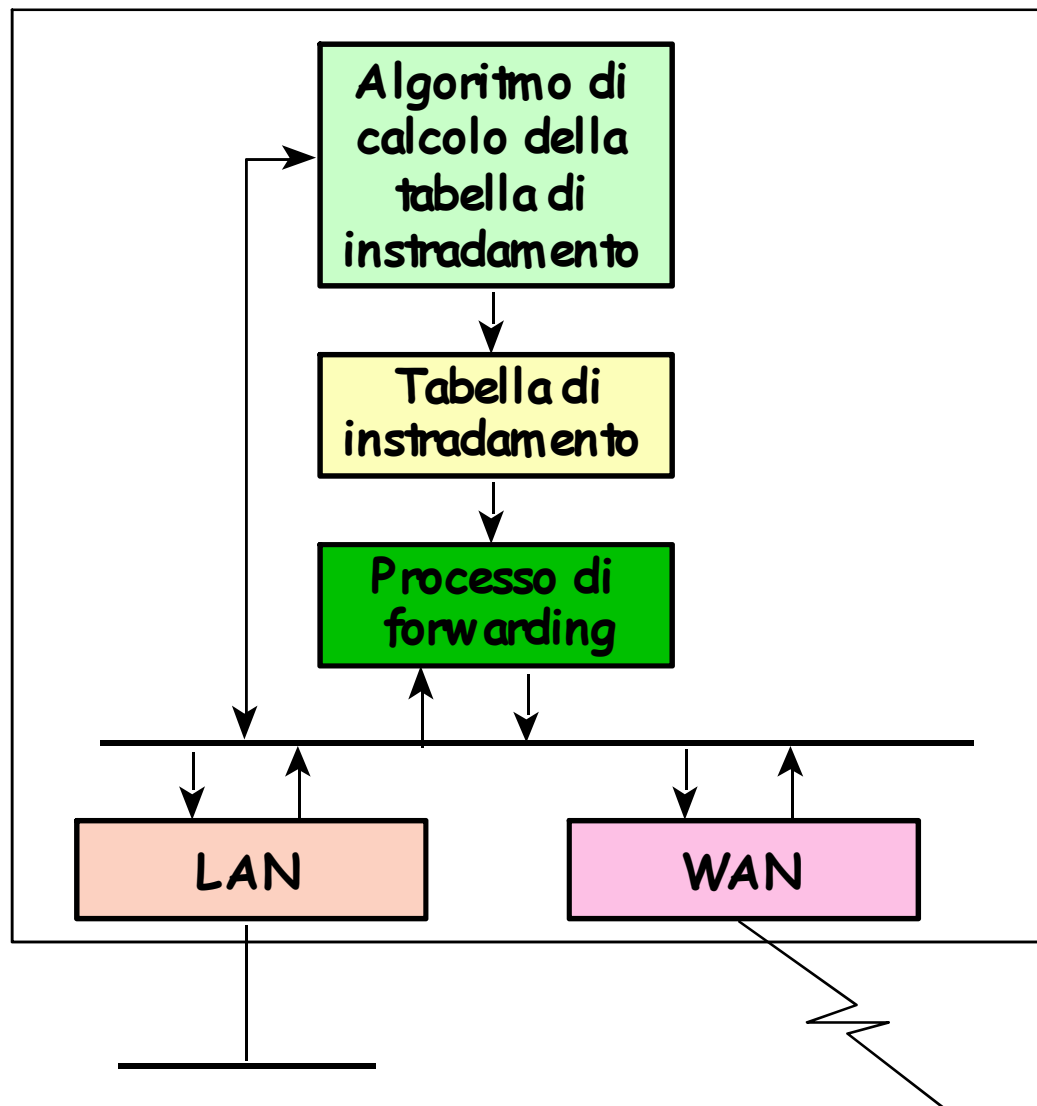 Algoritmo di
calcolo della
tabella di
instradamento
Tabella di
instradamento
Processo di
forwarding
LAN
WAN